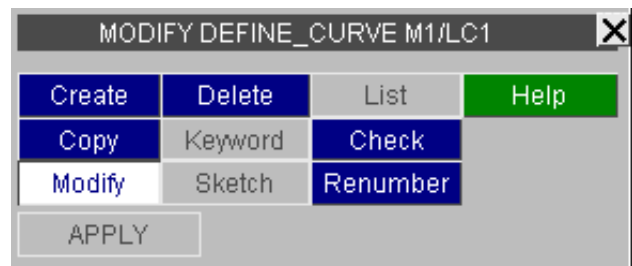 MODIFY DEFINE_CURVE M1/LC1 X
Create Delete List Help
Copy Keyword Check
Modify Sketch Renumber
APPLY